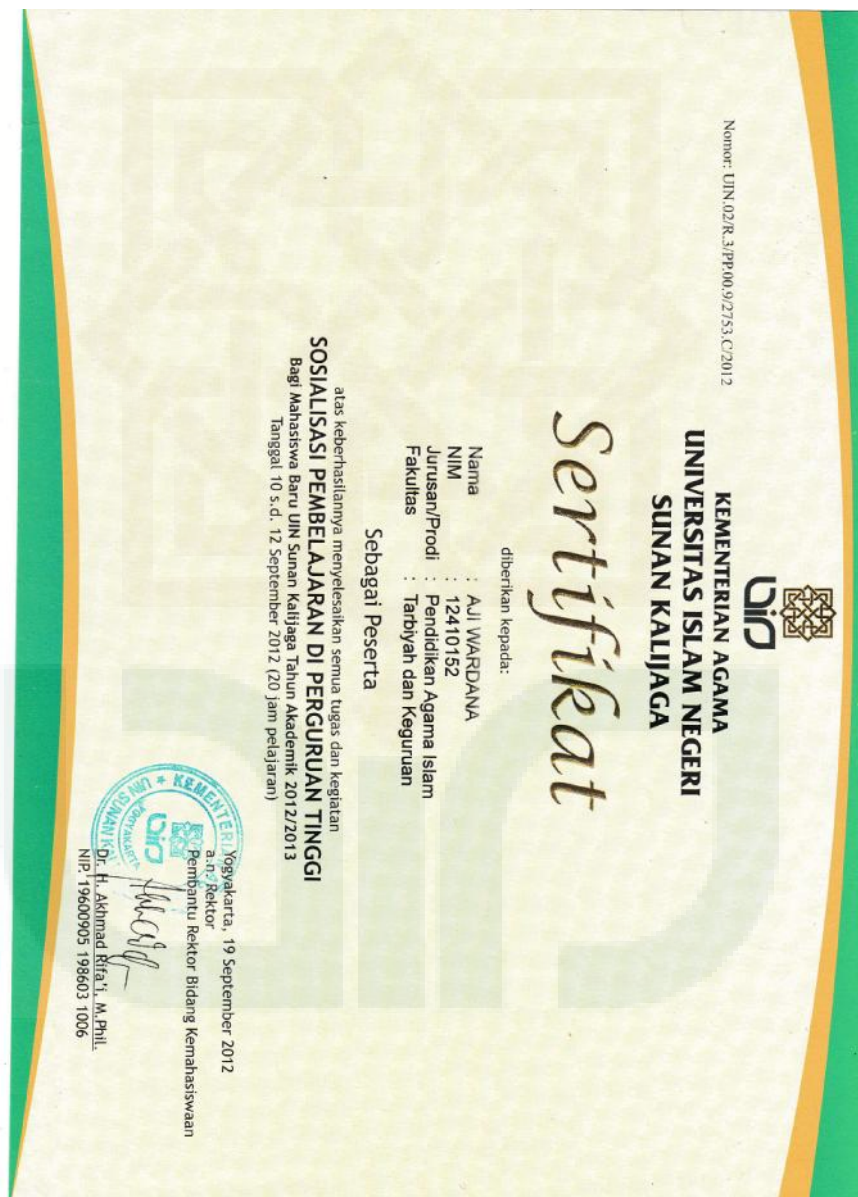 Nomor: UIN.02/R.3/PP.00.9/2753.C/2012
uin
KEMENTERIAN AGAMA
UNIVERSITAS ISLAM NEGERI
SUNAN KALIJAGA
Sertifikat
diberikan kepada:
Nama : AJI WARDANA
NIM : 12410152
Jurusan/Prodi : Pendidikan Agama Islam
Fakultas : Tarbiyah dan Keguruan
Sebagai Peserta
atas keberhasilannya menyelesaikan semua tugas dan kegiatan
SOSIALISASI PEMBELAJARAN DI PERGURUAN TINGGI
Bagi Mahasiswa Baru UIN Sunan Kalijaga Tahun Akademik 2012/2013
Tanggal 10 s.d. 12 September 2012 (20 jam pelajaran)
Yogyakarta, 19 September 2012
a.n. Rektor
Pembantu Rektor Bidang Kemahasiswaan
Dr. H. Akhmad Rifa'i, M.Phil.
NIP. 19600905 198603 1006